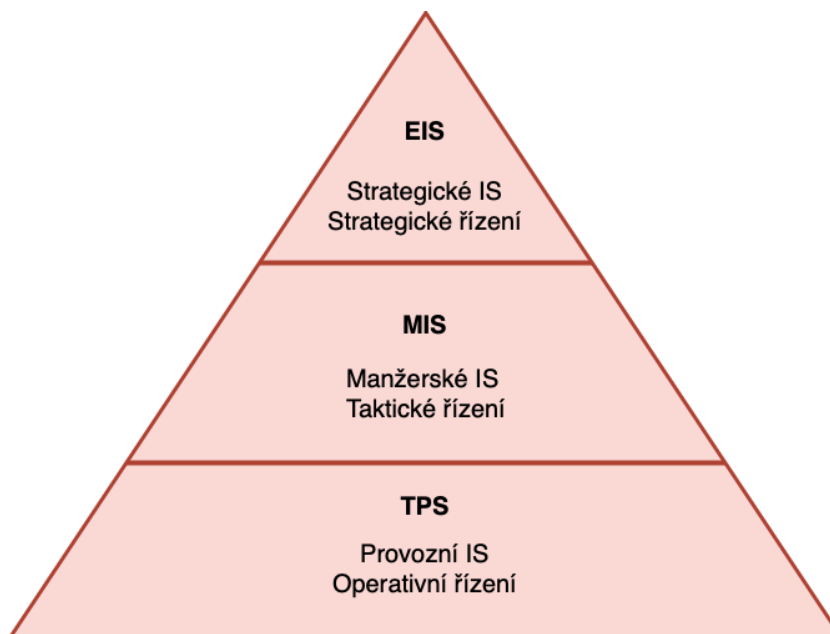 EIS
Strategické IS
Strategické řízení
MIS
Manžerské IS
Taktické řízení
TPS
Provozní IS
Operativní řízení